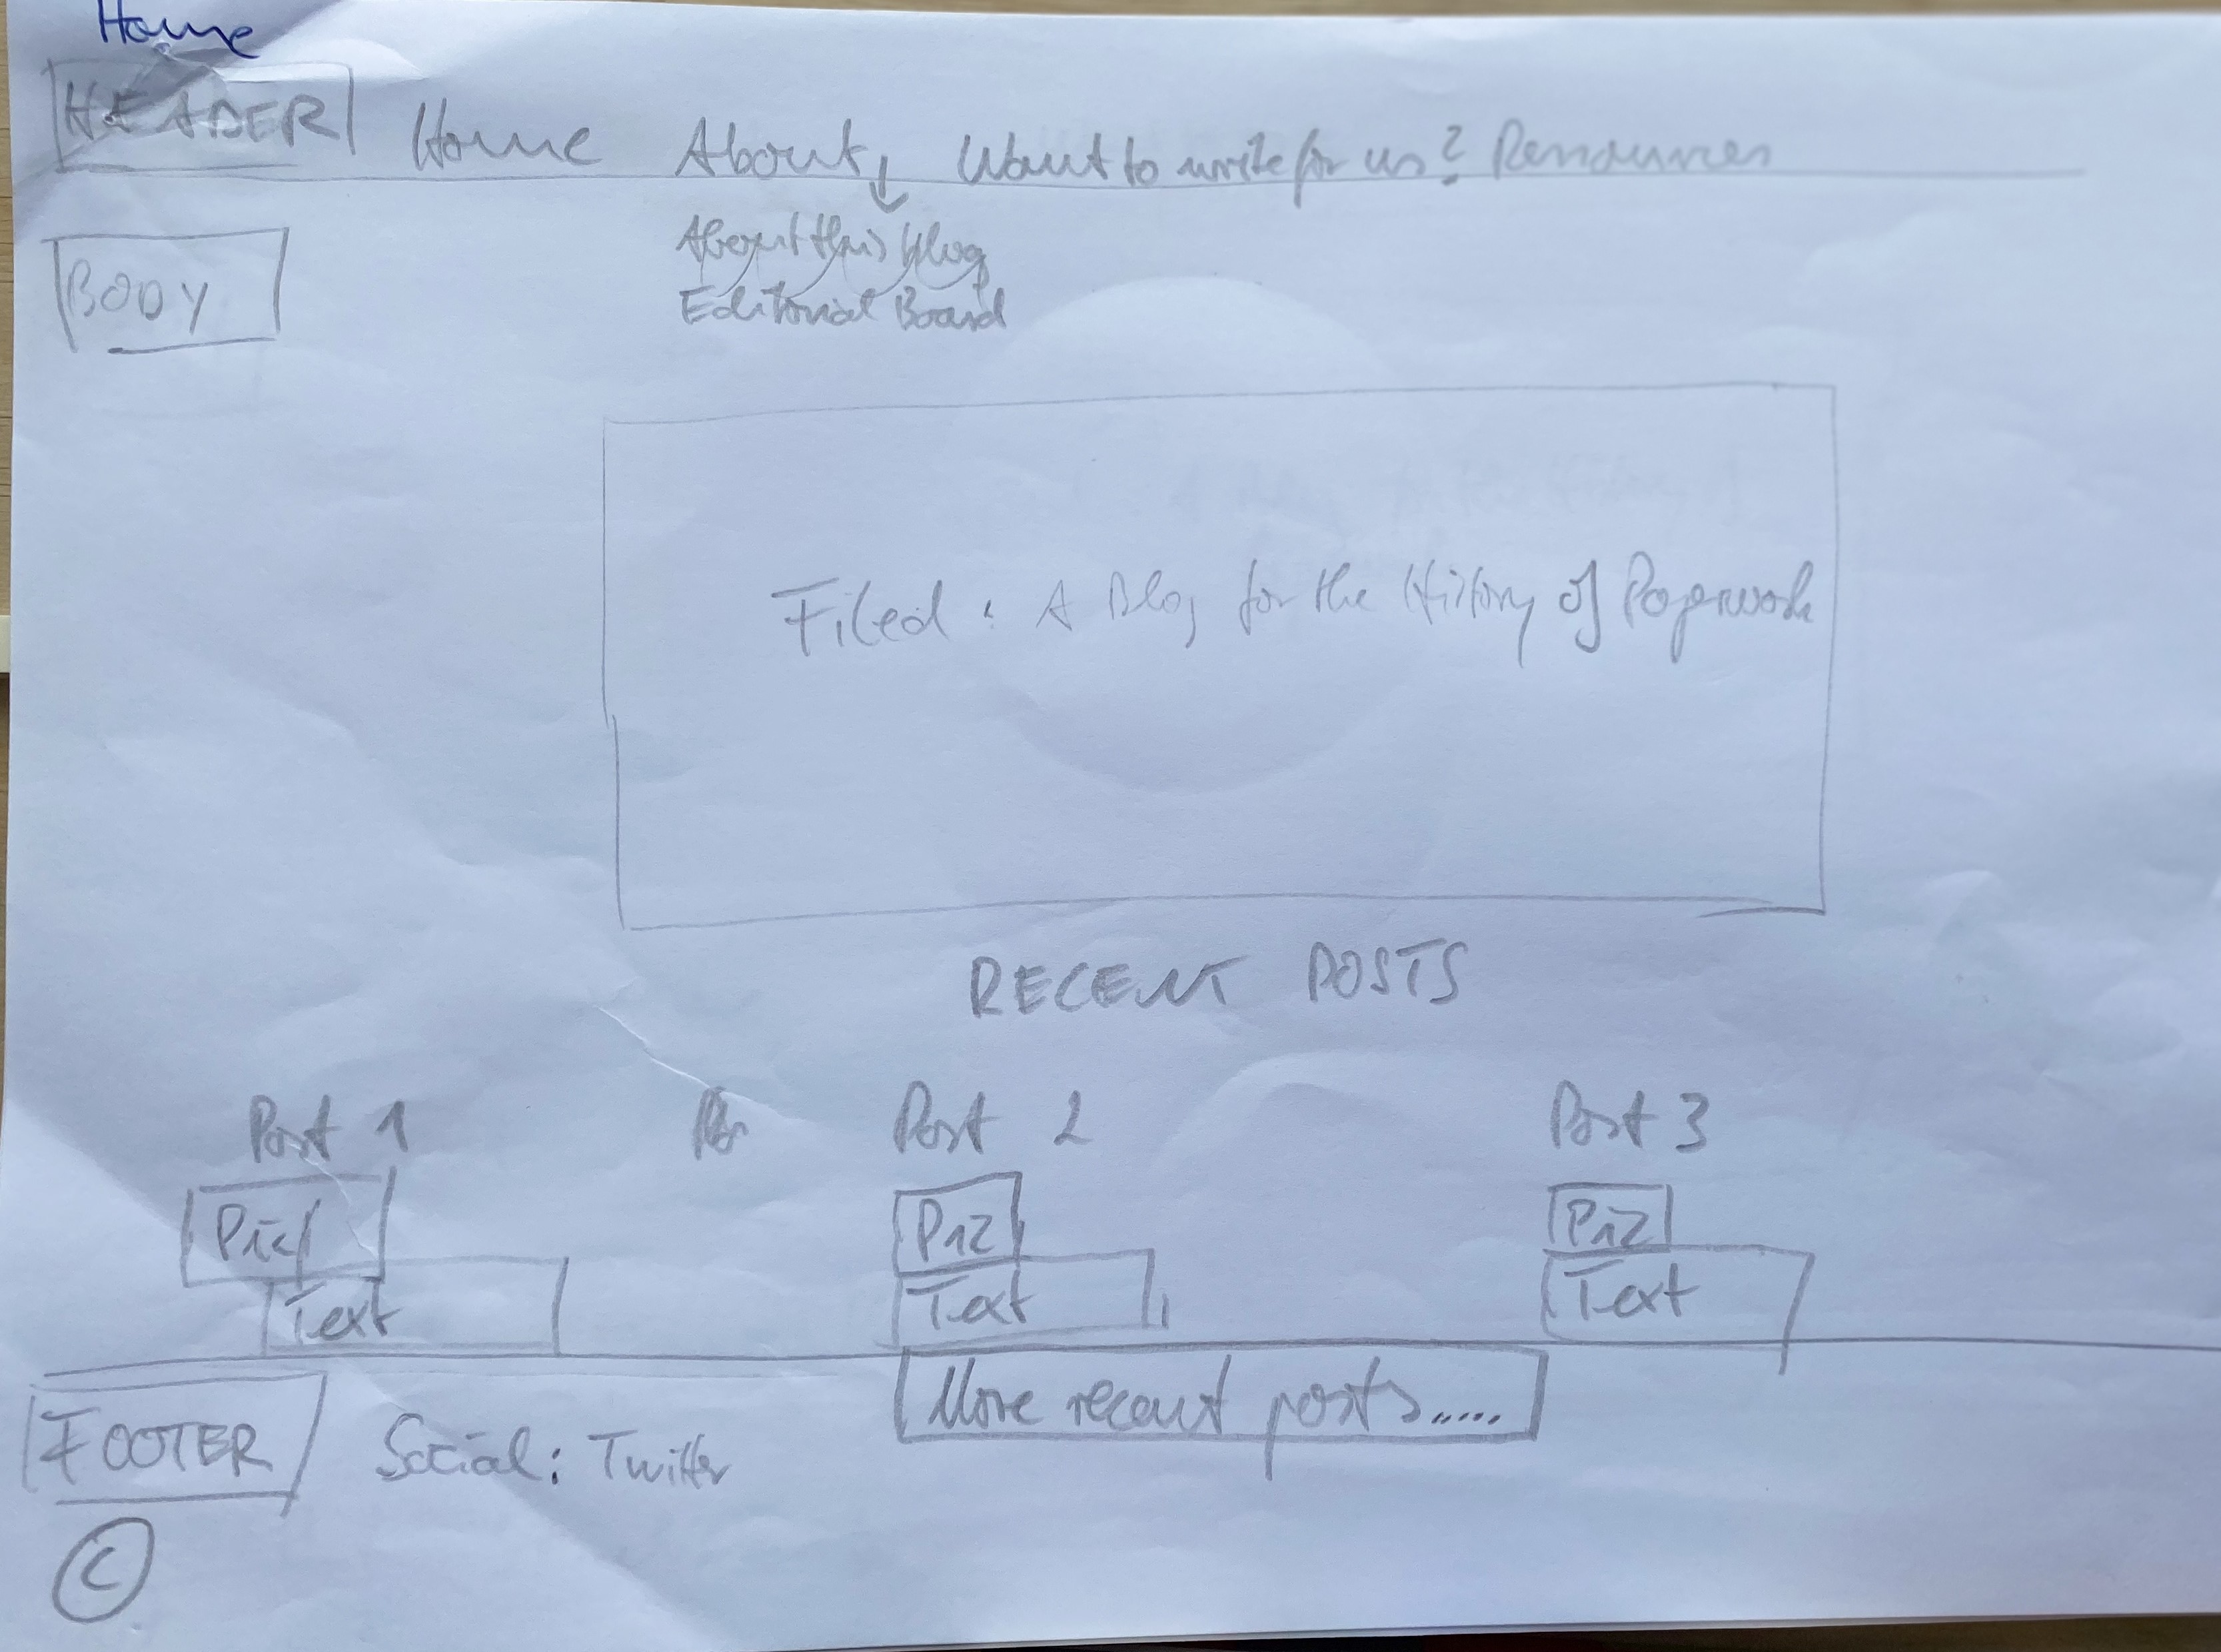 Home
HEADER Home About Want to write for us? Ressources
About this blog
Editorial Board
BODY
Filed: A Blog for the History of Paperwork
RECENT POSTS
Post 1 Post 2 Post 3
Pic Pic Pic
Text Text Text
More recent posts.....
FOOTER Social: Twitter
©